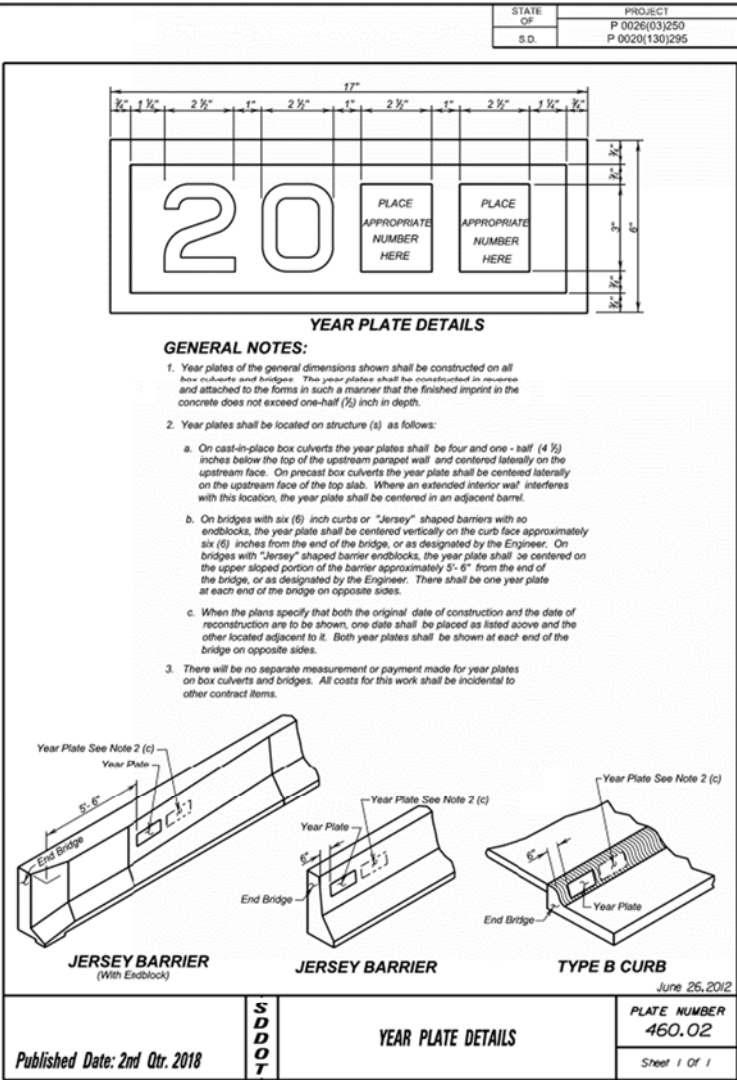 STATE OF S.D.
PROJECT
P 0026(03)250
P 0020(130)295
17"
¾" 1 ¼" 2 ½" 1" 2 ½" 1" 2 ½" 1" 2 ½" 1 ¼" ¾"
20
PLACE
APPROPRIATE
NUMBER
HERE
PLACE
APPROPRIATE
NUMBER
HERE
¾"
¾"
3"
6"
¾"
¾"
YEAR PLATE DETAILS
GENERAL NOTES:
1. Year plates of the general dimensions shown shall be constructed on all
box culverts and bridges. The year plates shall be constructed in reverse
and attached to the forms in such a manner that the finished imprint in the
concrete does not exceed one-half (½) inch in depth.
2. Year plates shall be located on structure (s) as follows:
a. On cast-in-place box culverts the year plates shall be four and one - half (4 ½)
inches below the top of the upstream parapet wall and centered laterally on the
upstream face. On precast box culverts the year plate shall be centered laterally
on the upstream face of the top slab. Where an extended interior wall interferes
with this location, the year plate shall be centered in an adjacent barrel.
b. On bridges with six (6) inch curbs or "Jersey" shaped barriers with no
endblocks, the year plate shall be centered vertically on the curb face approximately
six (6) inches from the end of the bridge, or as designated by the Engineer. On
bridges with "Jersey" shaped barrier endblocks, the year plate shall be centered on
the upper sloped portion of the barrier approximately 5'- 6" from the end of
the bridge, or as designated by the Engineer. There shall be one year plate
at each end of the bridge on opposite sides.
c. When the plans specify that both the original date of construction and the date of
reconstruction are to be shown, one date shall be placed as listed above and the
other located adjacent to it. Both year plates shall be shown at each end of the
bridge on opposite sides.
3. There will be no separate measurement or payment made for year plates
on box culverts and bridges. All costs for this work shall be incidental to
other contract items.
Year Plate See Note 2 (c)
Year Plate
5'- 6"
End Bridge
JERSEY BARRIER
(With Endblock)
Year Plate See Note 2 (c)
Year Plate
6"
End Bridge
JERSEY BARRIER
Year Plate See Note 2 (c)
6"
Year Plate
End Bridge
TYPE B CURB
June 26, 2012
Published Date: 2nd Qtr. 2018
SDDOT
YEAR PLATE DETAILS
PLATE NUMBER
460.02
Sheet 1 Of 1